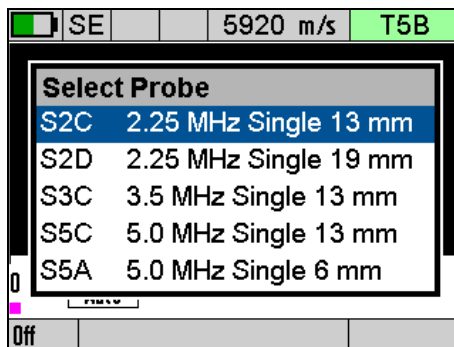 SE 5920 m/s T5B
Select Probe
S2C 2.25 MHz Single 13 mm
S2D 2.25 MHz Single 19 mm
S3C 3.5 MHz Single 13 mm
S5C 5.0 MHz Single 13 mm
S5A 5.0 MHz Single 6 mm
0
Off